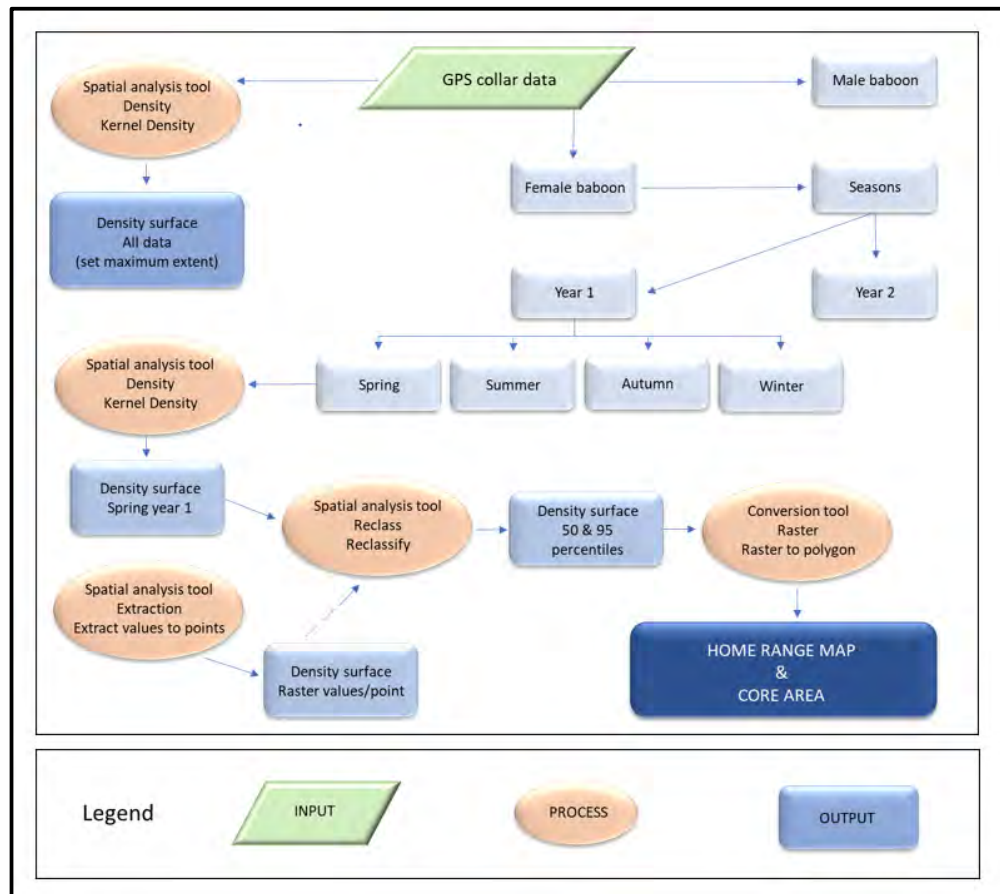 GPS collar data
Male baboon
Spatial analysis tool
Density
Kernel Density
Female baboon
Seasons
Density surface
All data
(set maximum extent)
Year 1
Year 2
Spatial analysis tool
Density
Kernel Density
Spring
Summer
Autumn
Winter
Density surface
Spring year 1
Spatial analysis tool
Reclass
Reclassify
Density surface
50 & 95
percentiles
Conversion tool
Raster
Raster to polygon
Spatial analysis tool
Extraction
Extract values to points
Density surface
Raster values/point
HOME RANGE MAP
&
CORE AREA
Legend
INPUT
PROCESS
OUTPUT